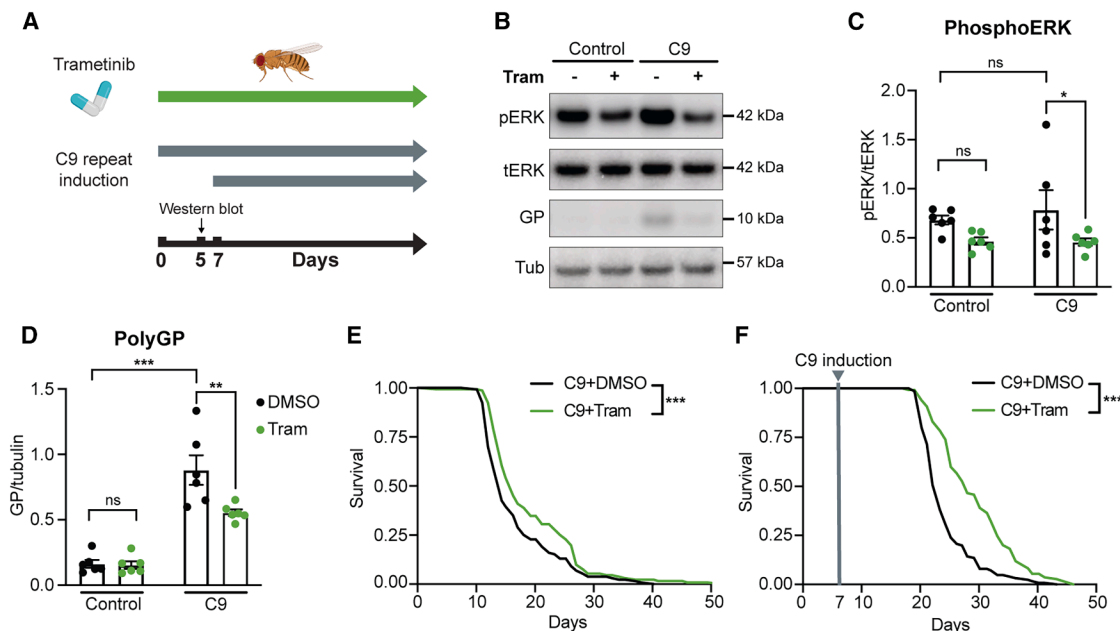 A
Trametinib
C9 repeat
induction
Western blot
0 5 7 Days
B
Control C9
Tram - + - +
pERK 42 kDa
tERK 42 kDa
GP 10 kDa
Tub 57 kDa
C
PhosphoERK
ns
*
ns
pERK/tERK
2.0
1.5
1.0
0.5
0.0
Control C9
D
PolyGP
***
**
ns
DMSO
Tram
GP/tubulin
1.5
1.0
0.5
0.0
Control C9
E
C9+DMSO
C9+Tram
***
Survival
1.00
0.75
0.50
0.25
0.00
0 10 20 30 40 50
Days
F
C9 induction
C9+DMSO
C9+Tram
***
Survival
1.00
0.75
0.50
0.25
0.00
0 7 10 20 30 40 50
Days